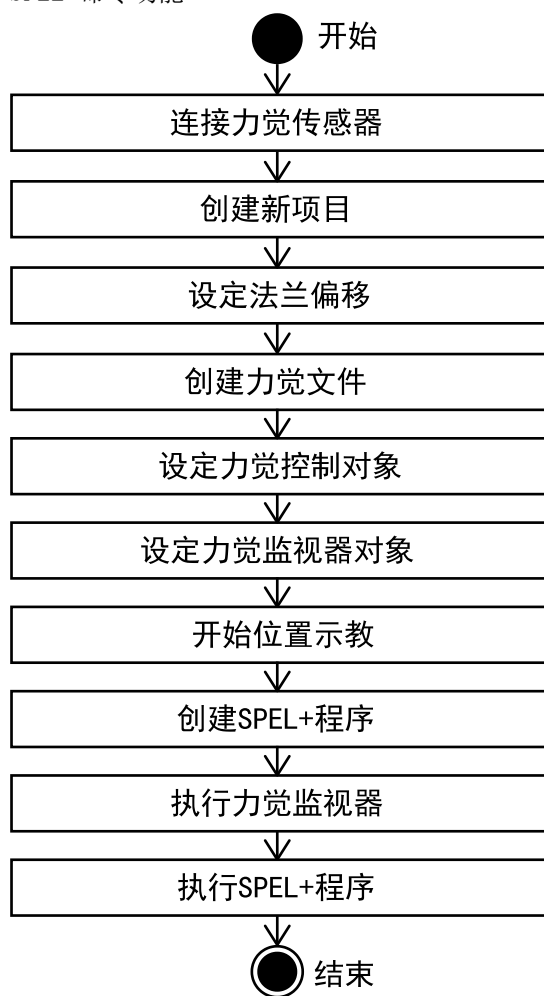 开始
连接力觉传感器
创建新项目
设定法兰偏移
创建力觉文件
设定力觉控制对象
设定力觉监视器对象
开始位置示教
创建SPEL+程序
执行力觉监视器
执行SPEL+程序
结束